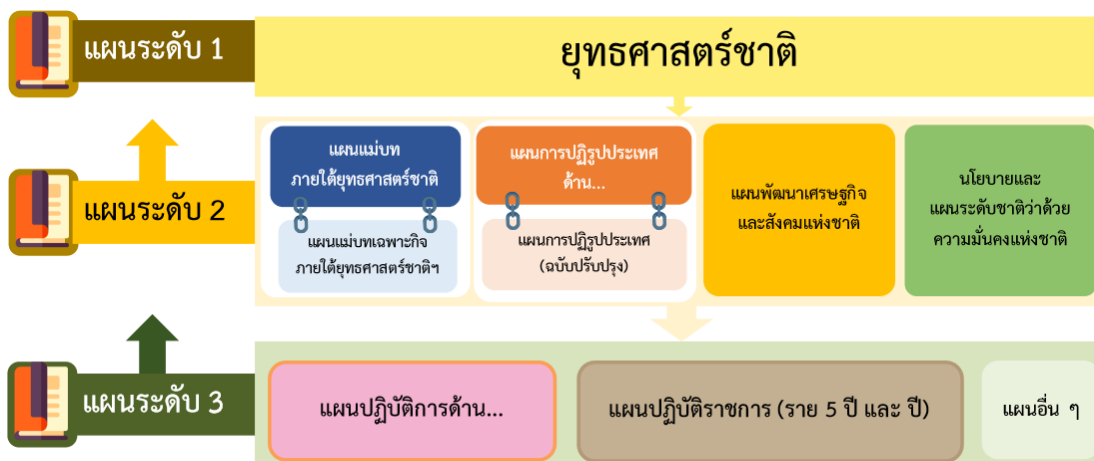 แผนระดับ 1
ยุทธศาสตร์ชาติ
แผนระดับ 2
แผนแม่บท
ภายใต้ยุทธศาสตร์ชาติ
แผนแม่บทเฉพาะกิจ
ภายใต้ยุทธศาสตร์ชาติฯ
แผนการปฏิรูปประเทศ
ด้าน...
แผนการปฏิรูปประเทศ
(ฉบับปรับปรุง)
แผนพัฒนาเศรษฐกิจ
และสังคมแห่งชาติ
นโยบายและ
แผนระดับชาติว่าด้วย
ความมั่นคงแห่งชาติ
แผนระดับ 3
แผนปฏิบัติการด้าน...
แผนปฏิบัติราชการ (ราย 5 ปี และ ปี)
แผนอื่น ๆ